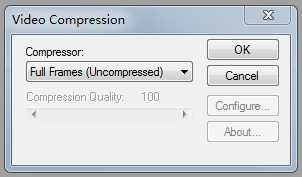 Video Compression
Compressor:
Full Frames (Uncompressed)
Compression Quality: 100
OK
Cancel
Configure...
About...